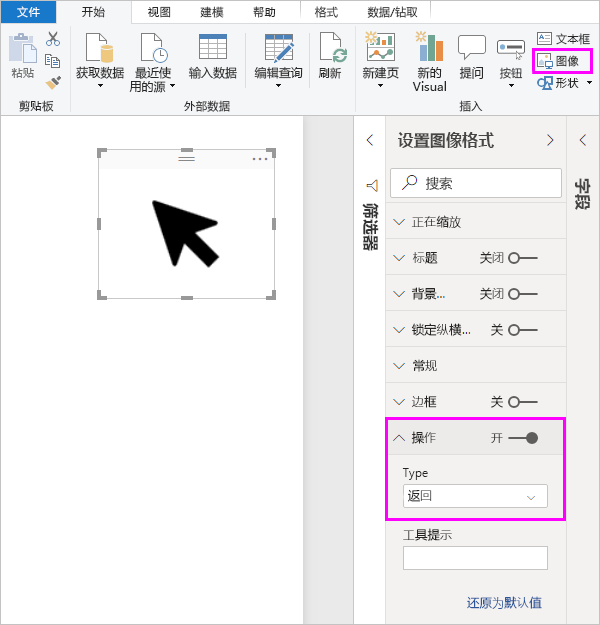 文件 开始 视图 建模 帮助 格式 数据/钻取
粘贴
获取数据
最近使
用的源
输入数据
编辑查询
刷新
新建页
新的
Visual
提问
按钮
文本框
图像
形状
剪贴板
外部数据
插入
筛选器
设置图像格式
搜索
正在缩放
标题 关闭
背景... 关闭
锁定纵横... 关
常规
边框 关
操作 开
Type
返回
工具提示
还原为默认值
字段